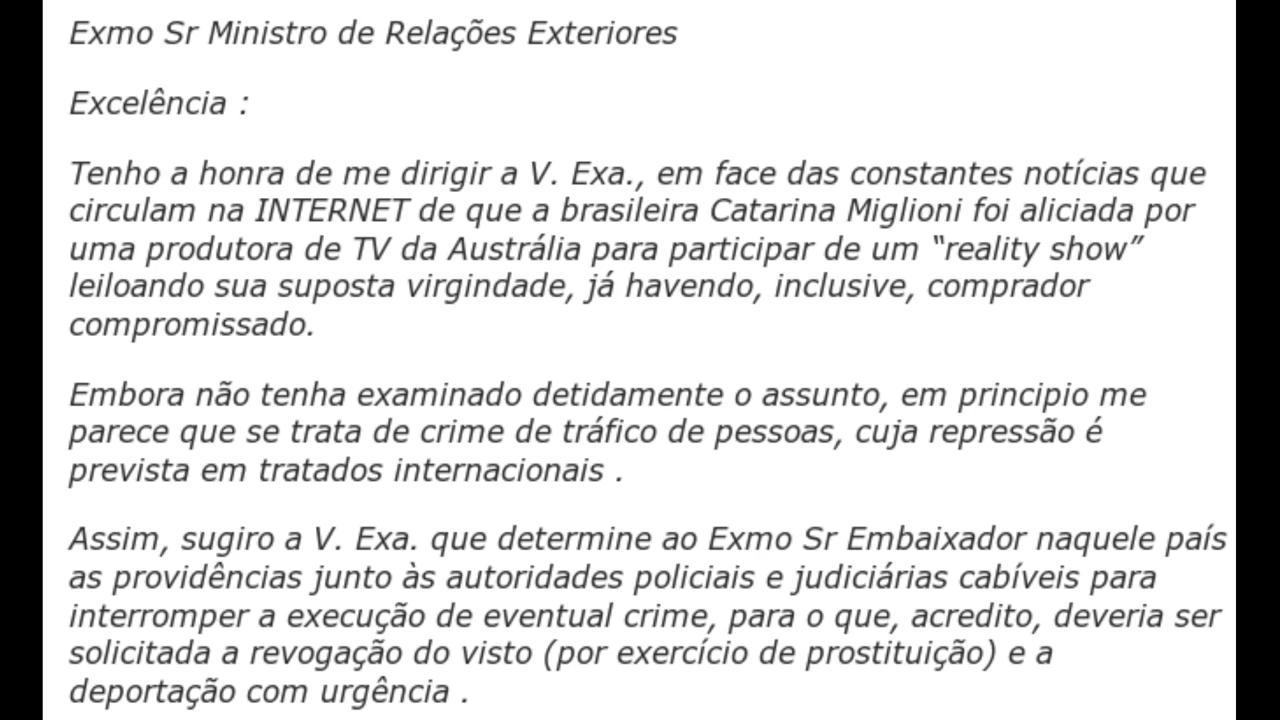 Exmo Sr Ministro de Relações Exteriores
Excelência :
Tenho a honra de me dirigir a V. Exa., em face das constantes notícias que
circulam na INTERNET de que a brasileira Catarina Miglioni foi aliciada por
uma produtora de TV da Austrália para participar de um “reality show”
leiloando sua suposta virgindade, já havendo, inclusive, comprador
compromissado.
Embora não tenha examinado detidamente o assunto, em principio me
parece que se trata de crime de tráfico de pessoas, cuja repressão é
prevista em tratados internacionais .
Assim, sugiro a V. Exa. que determine ao Exmo Sr Embaixador naquele país
as providências junto às autoridades policiais e judiciárias cabíveis para
interromper a execução de eventual crime, para o que, acredito, deveria ser
solicitada a revogação do visto (por exercício de prostituição) e a
deportação com urgência .